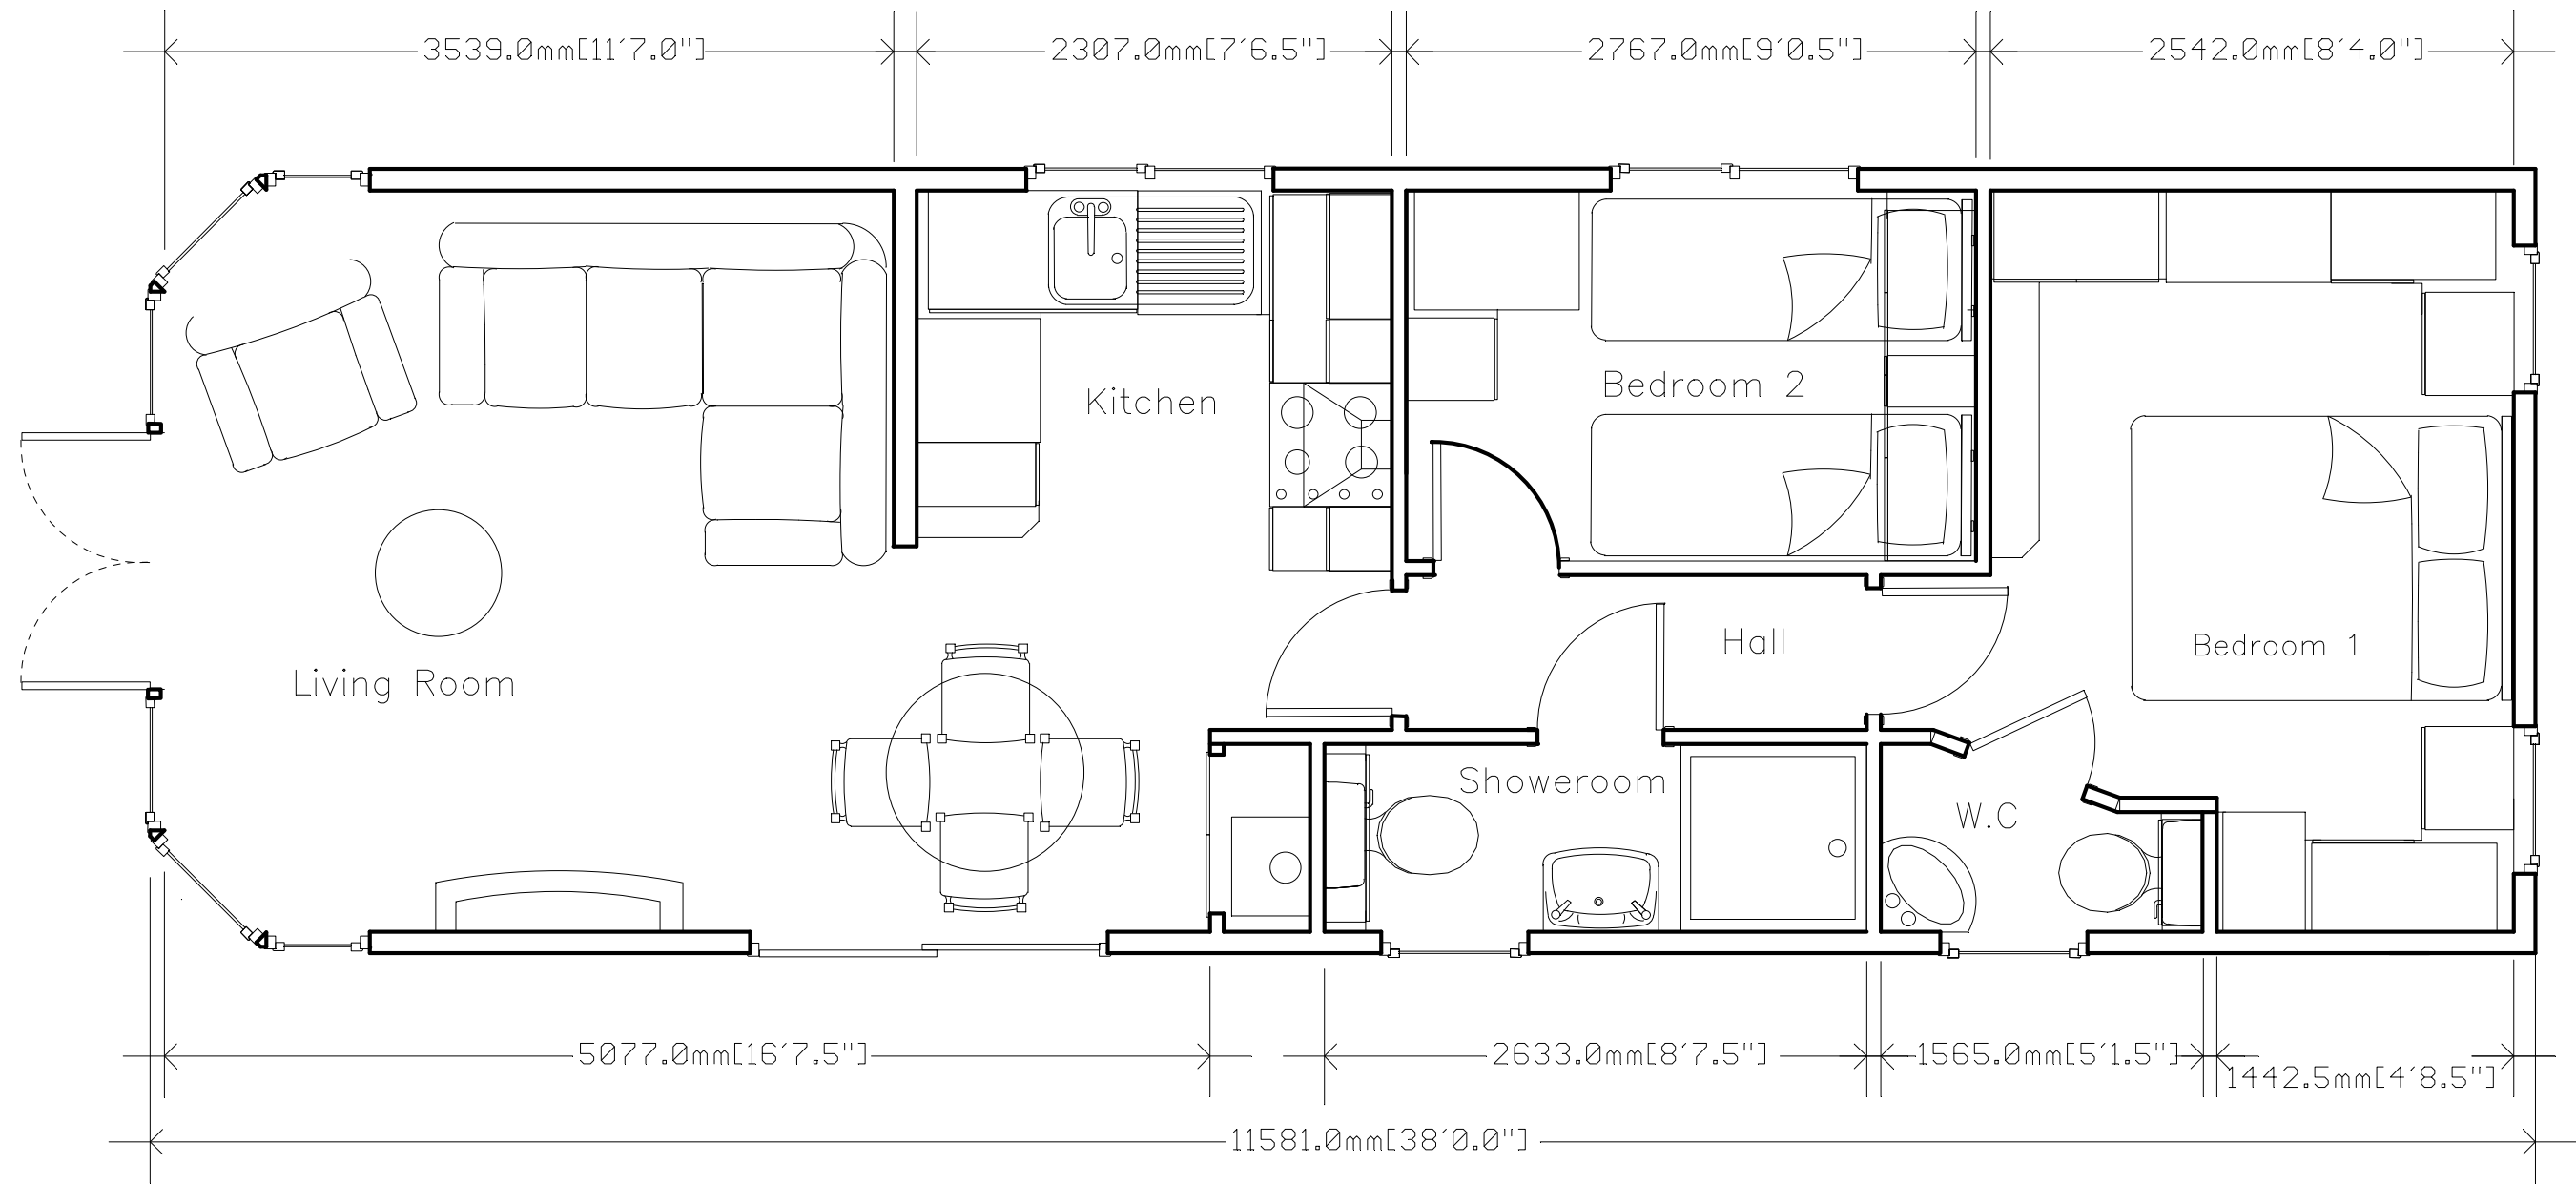 3539.0mm[11'7.0"]
2307.0mm[7'6.5"]
2767.0mm[9'0.5"]
2542.0mm[8'4.0"]
Kitchen
Bedroom 2
Living Room
Hall
Bedroom 1
Showeroom
W.C
5077.0mm[16'7.5"]
2633.0mm[8'7.5"]
1565.0mm[5'1.5"]
1442.5mm[4'8.5"]
11581.0mm[38'0.0"]